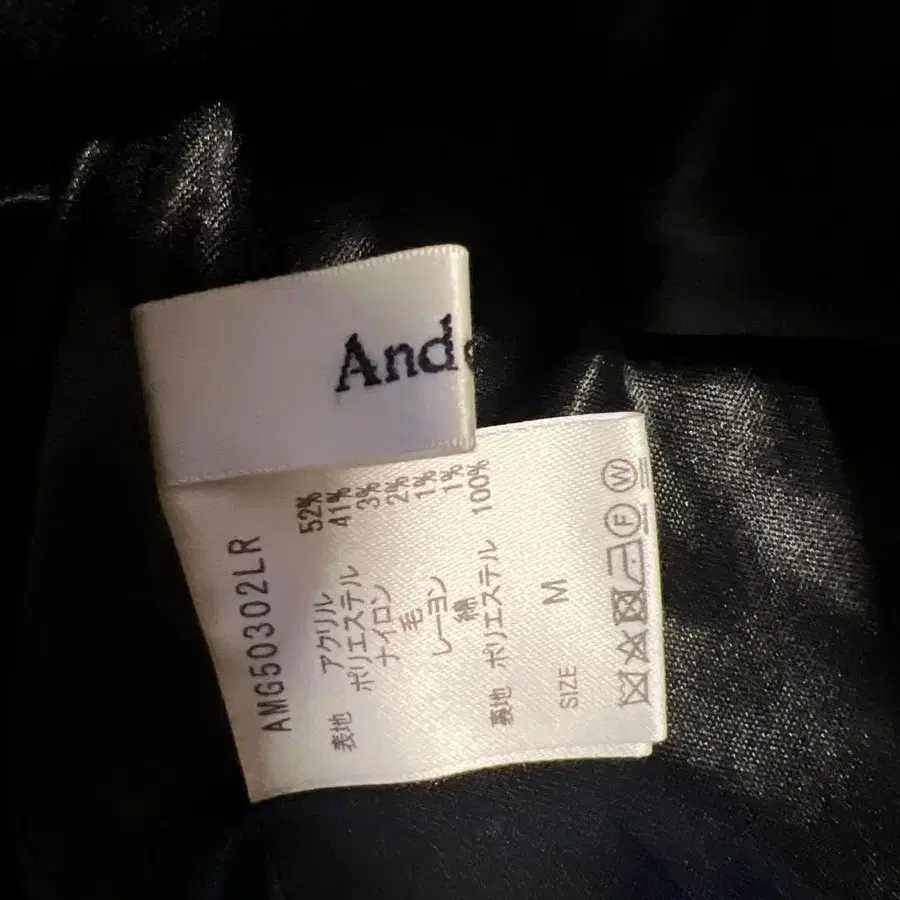 And
AMG50302LR
表地 アクリル 52%
ポリエステル 41%
ナイロン 3%
毛 2%
レーヨン 1%
綿 1%
裏地 ポリエステル 100%
SIZE M
F W